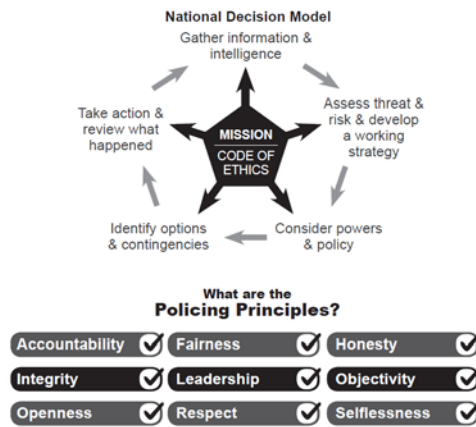 National Decision Model
Gather information &
intelligence
Assess threat &
risk & develop
a working
strategy
Consider powers
& policy
Identify options
& contingencies
Take action &
review what
happened
MISSION
CODE OF
ETHICS
What are the
Policing Principles?
Accountability
Fairness
Honesty
Integrity
Leadership
Objectivity
Openness
Respect
Selflessness